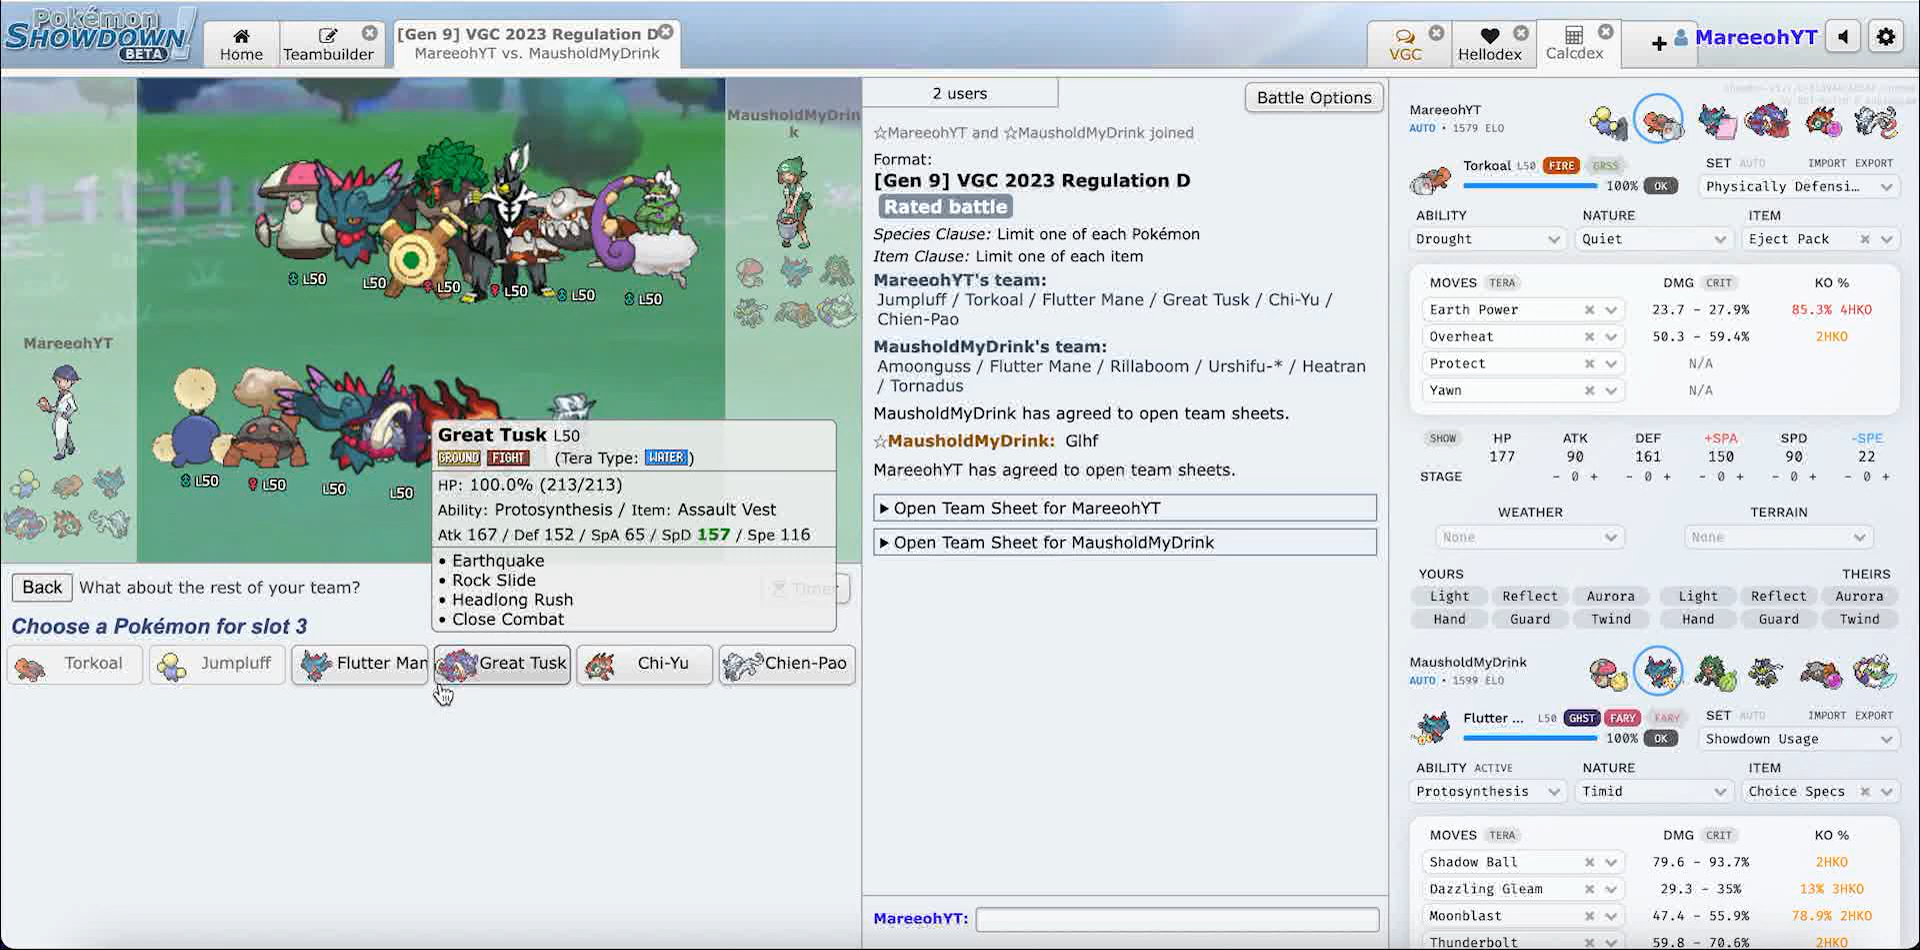 Pokémon
SHOWDOWN!
BETA
Home
Teambuilder
[Gen 9] VGC 2023 Regulation D
MareeohYT vs. MausholdMyDrink
VGC
Hellodex
Calcdex
+
MareeohYT
MausholdMyDrin
k
L50
L50
L50
L50
L50
L50
MareeohYT
L50
L50
L50
L50
Great Tusk L50
GROUND FIGHT (Tera Type: WATER)
HP: 100.0% (213/213)
Ability: Protosynthesis / Item: Assault Vest
Atk 167 / Def 152 / SpA 65 / SpD 157 / Spe 116
• Earthquake
• Rock Slide
• Headlong Rush
• Close Combat
Back What about the rest of your team?
Timer
Choose a Pokémon for slot 3
Torkoal Jumpluff Flutter Man Great Tusk Chi-Yu Chien-Pao
2 users
Battle Options
☆MareeohYT and ☆MausholdMyDrink joined
Format:
[Gen 9] VGC 2023 Regulation D
Rated battle
Species Clause: Limit one of each Pokémon
Item Clause: Limit one of each item
MareeohYT's team:
Jumpluff / Torkoal / Flutter Mane / Great Tusk / Chi-Yu /
Chien-Pao
MausholdMyDrink's team:
Amoonguss / Flutter Mane / Rillaboom / Urshifu-* / Heatran
/ Tornadus
MausholdMyDrink has agreed to open team sheets.
☆MausholdMyDrink: Glhf
MareeohYT has agreed to open team sheets.
▸ Open Team Sheet for MareeohYT
▸ Open Team Sheet for MausholdMyDrink
MareeohYT:
MareeohYT
AUTO • 1579 ELO
Torkoal L50 FIRE GRSS
100% OK
SET AUTO IMPORT EXPORT
Physically Defensi...
ABILITY NATURE ITEM
Drought Quiet Eject Pack
MOVES TERA DMG CRIT KO %
Earth Power 23.7 - 27.9% 85.3% 4HKO
Overheat 50.3 - 59.4% 2HKO
Protect N/A
Yawn N/A
SHOW HP ATK DEF +SPA SPD -SPE
177 90 161 150 90 22
STAGE - 0 + - 0 + - 0 + - 0 + - 0 +
WEATHER TERRAIN
None None
YOURS THEIRS
Light Reflect Aurora Light Reflect Aurora
Hand Guard Twind Hand Guard Twind
MausholdMyDrink
AUTO • 1599 ELO
Flutter ... L50 GHST FARY FARY
100% OK
SET AUTO IMPORT EXPORT
Showdown Usage
ABILITY ACTIVE NATURE ITEM
Protosynthesis Timid Choice Specs
MOVES TERA DMG CRIT KO %
Shadow Ball 79.6 - 93.7% 2HKO
Dazzling Gleam 29.3 - 35% 13% 3HKO
Moonblast 47.4 - 55.9% 78.9% 2HKO
Thunderbolt 59.8 - 70.6% 2HKO